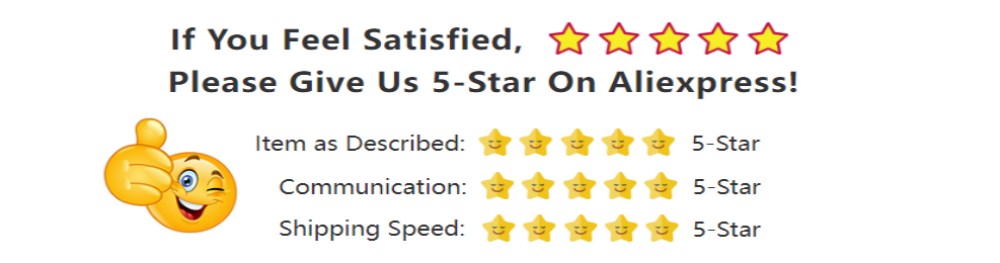 If You Feel Satisfied,
Please Give Us 5-Star On Aliexpress!
Item as Described: 5-Star
Communication: 5-Star
Shipping Speed: 5-Star